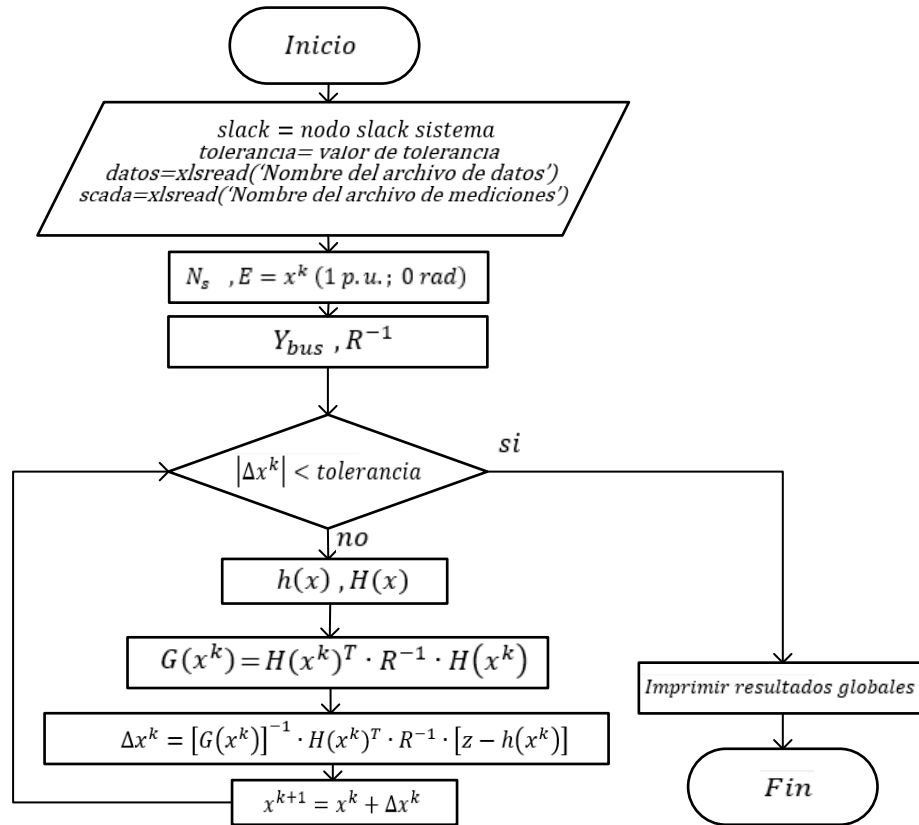 Inicio
slack = nodo slack sistema
tolerancia= valor de tolerancia
datos=xlsread('Nombre del archivo de datos')
scada=xlsread('Nombre del archivo de mediciones')
N_s , E = x^k (1 p. u. ; 0 rad)
Y_bus , R^−1
|Δx^k| < tolerancia
si
no
h(x) , H(x)
G(x^k) = H(x^k)^T · R^−1 · H(x^k)
Δx^k = [G(x^k)]^−1 · H(x^k)^T · R^−1 · [z − h(x^k)]
x^k+1 = x^k + Δx^k
Imprimir resultados globales
Fin